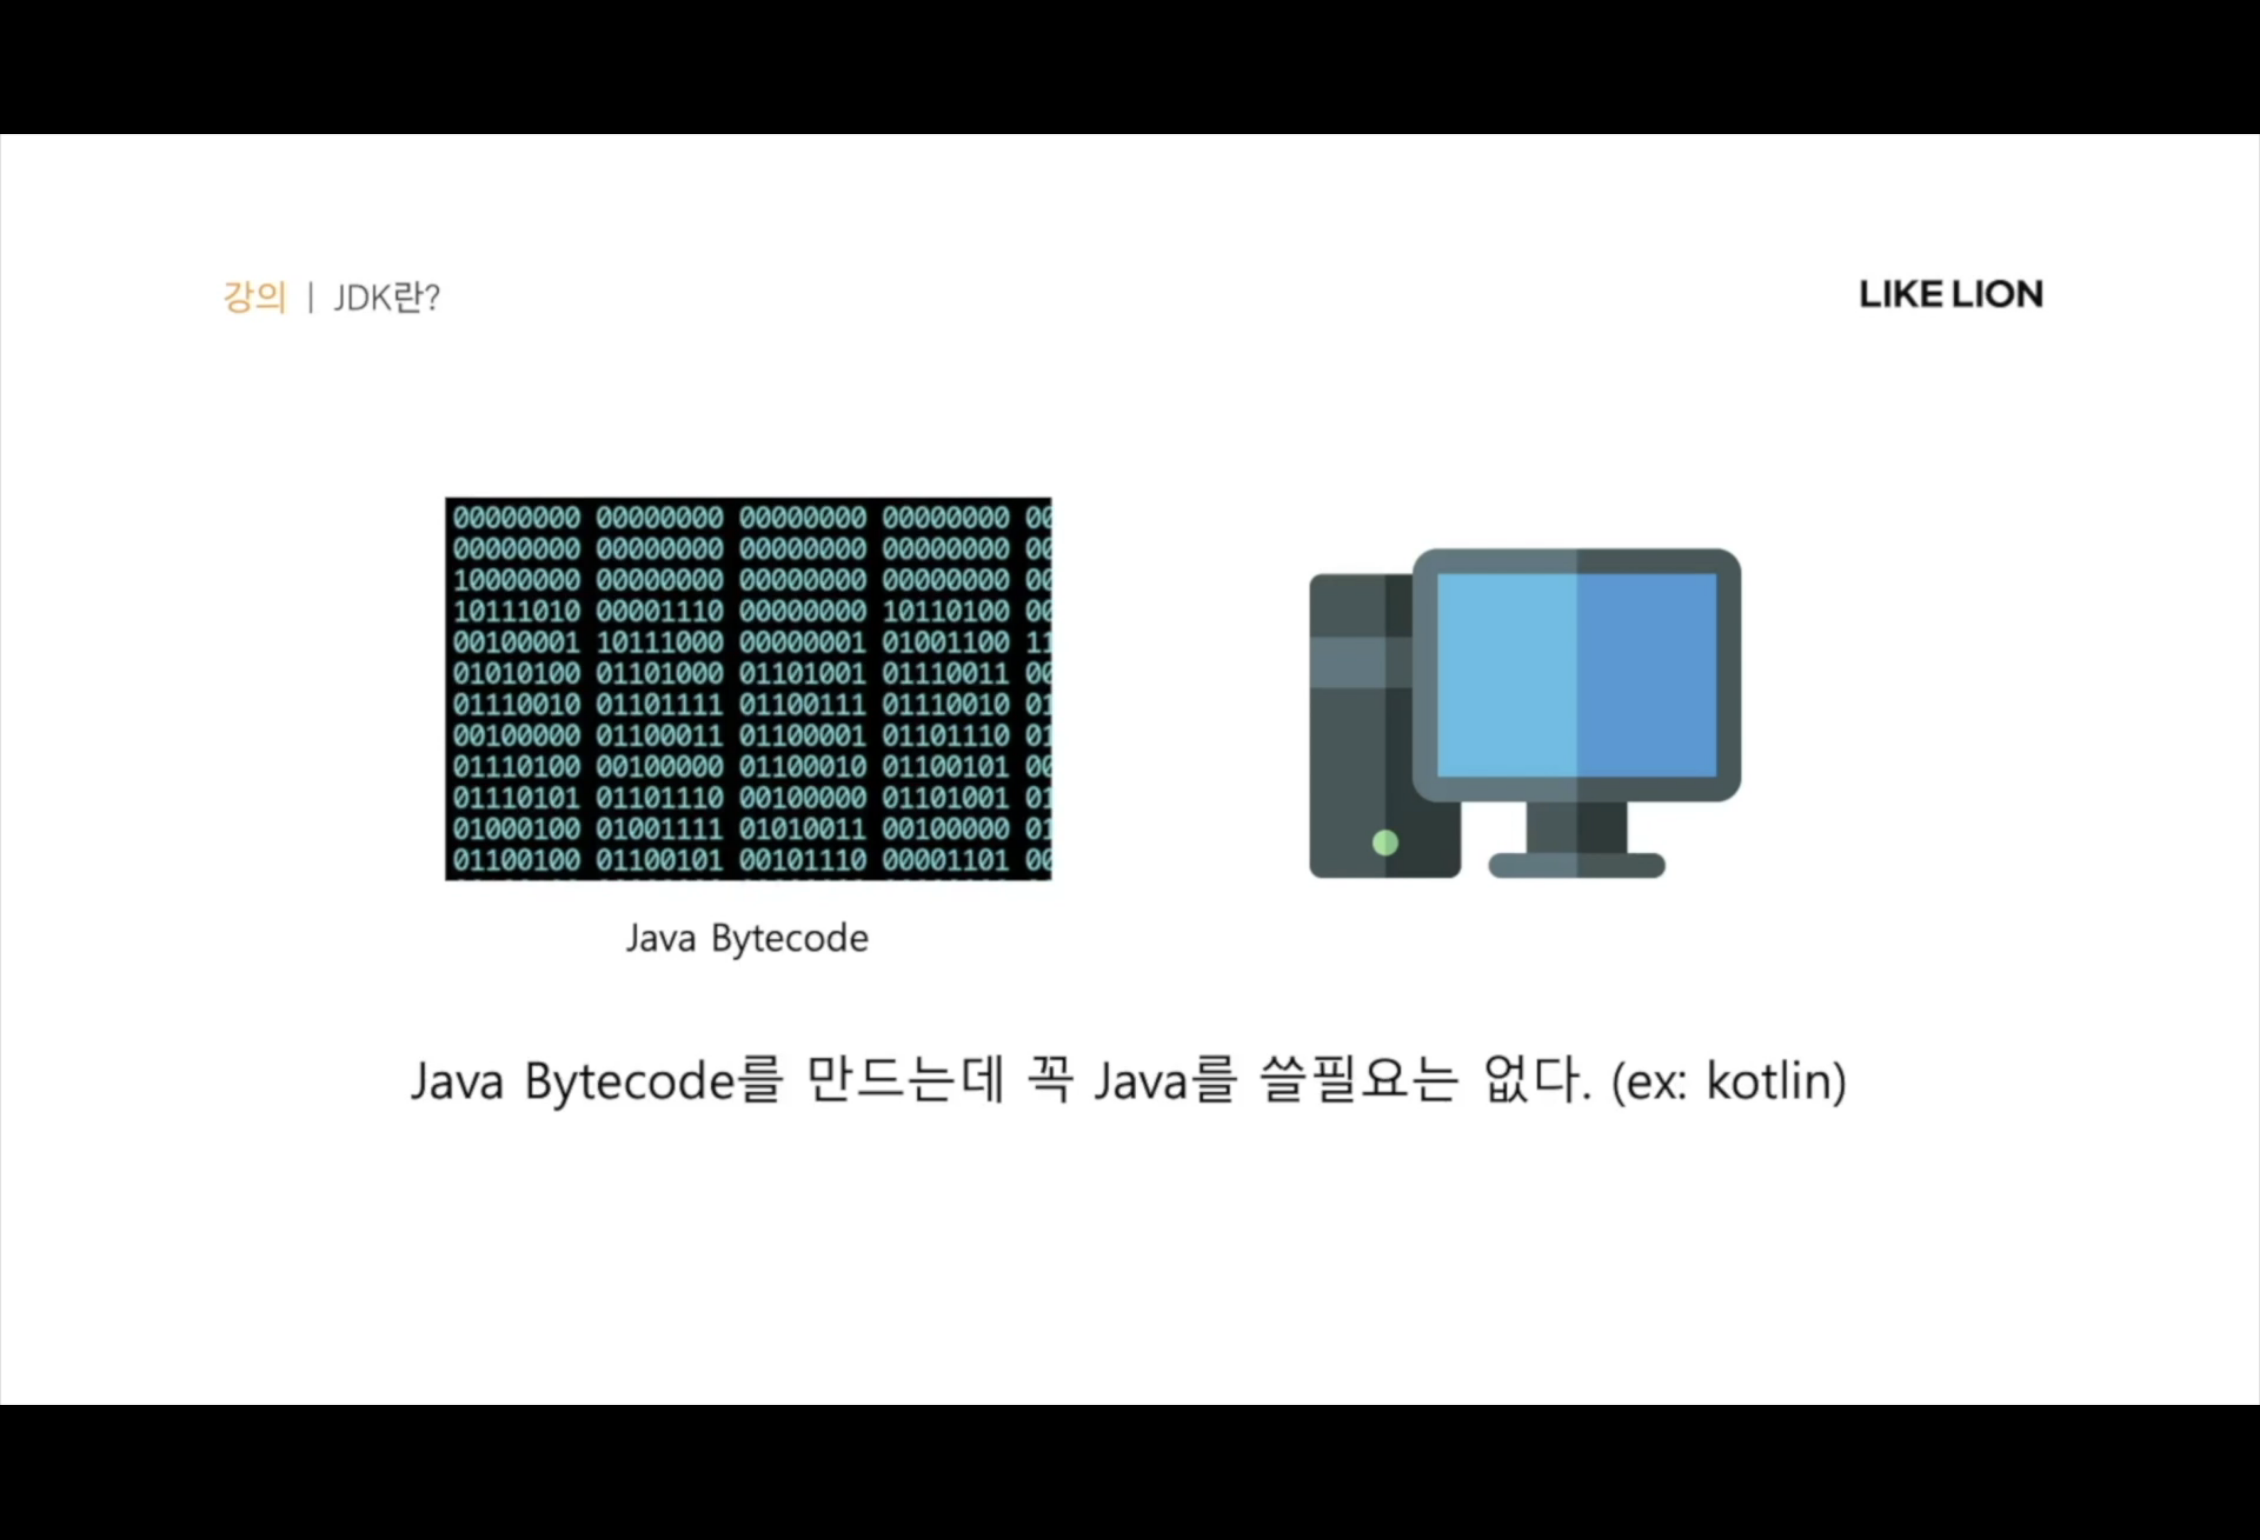 강의 | JDK란?
LIKE LION
00000000 00000000 00000000 00000000 00
00000000 00000000 00000000 00000000 00
10000000 00000000 00000000 00000000 00
10111010 00001110 00000000 10110100 00
00100001 10111000 00000001 01001100 11
01010100 01101000 01101001 01110011 00
01110010 01101111 01100111 01110010 01
00100000 01100011 01100001 01101110 01
01110100 00100000 01100010 01100101 00
01110101 01101110 00100000 01101001 01
01000100 01001111 01010011 00100000 01
01100100 01100101 00101110 00001101 00
Java Bytecode
Java Bytecode를 만드는데 꼭 Java를 쓸필요는 없다. (ex: kotlin)